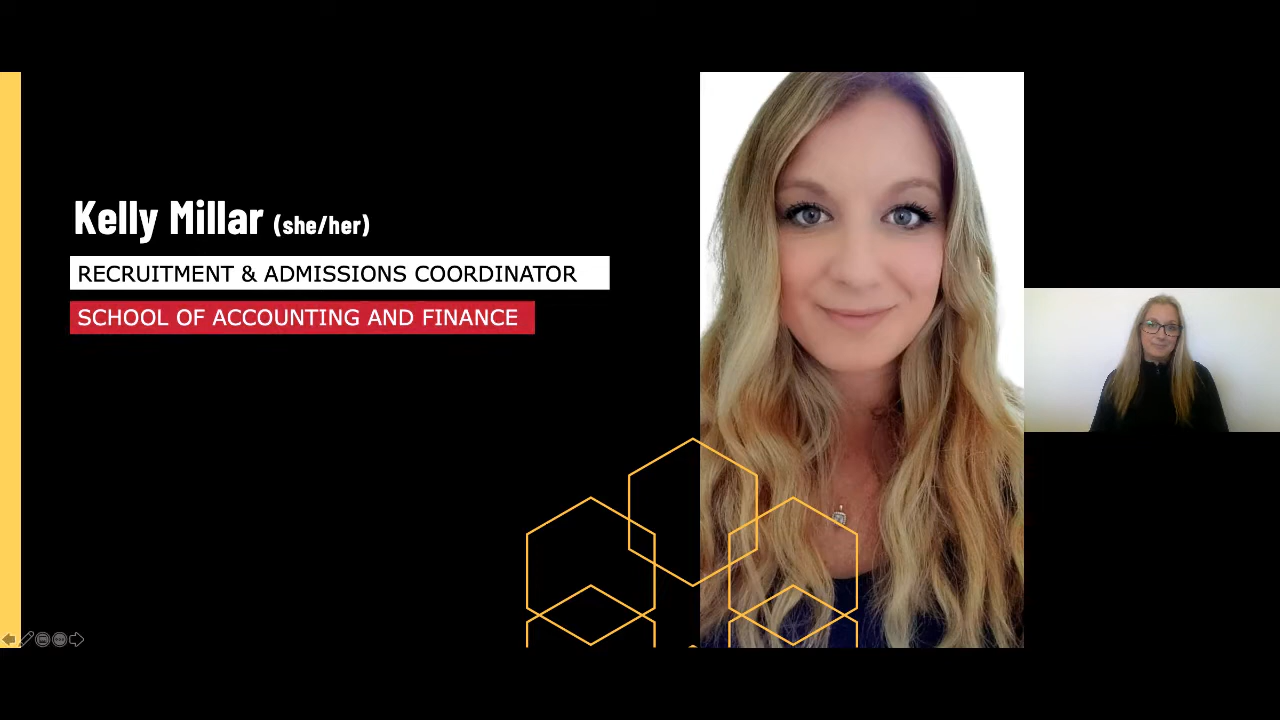 Kelly Millar (she/her)
RECRUITMENT & ADMISSIONS COORDINATOR
SCHOOL OF ACCOUNTING AND FINANCE